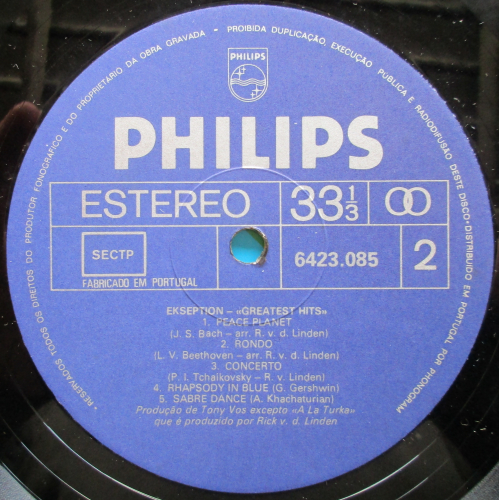 •RESERVADOS TODOS OS DIREITOS DO PRODUTOR FONOGRÁFICO E DO PROPRIETÁRIO DA OBRA GRAVADA • PROIBIDA DUPLICAÇÃO, EXECUÇÃO PÚBLICA E RADIODIFUSÃO DESTE DISCO•DISTRIBUÍDO EM PORTUGAL POR PHONOGRAM
PHILIPS
PHILIPS
ESTEREO 33 1/3
SECTP 6423.085 2
FABRICADO EM PORTUGAL
EKSEPTION – «GREATEST HITS»
1. PEACE PLANET
(J. S. Bach – arr. R. v. d. Linden)
2. RONDO
(L. V. Beethoven – arr. R. v. d. Linden)
3. CONCERTO
(P. I. Tchaikovsky – R. v. Linden)
4. RHAPSODY IN BLUE (G. Gershwin)
5. SABRE DANCE (A. Khachaturian)
Produção de Tony Vos excepto «A La Turka»
que é produzido por Rick v. d. Linden